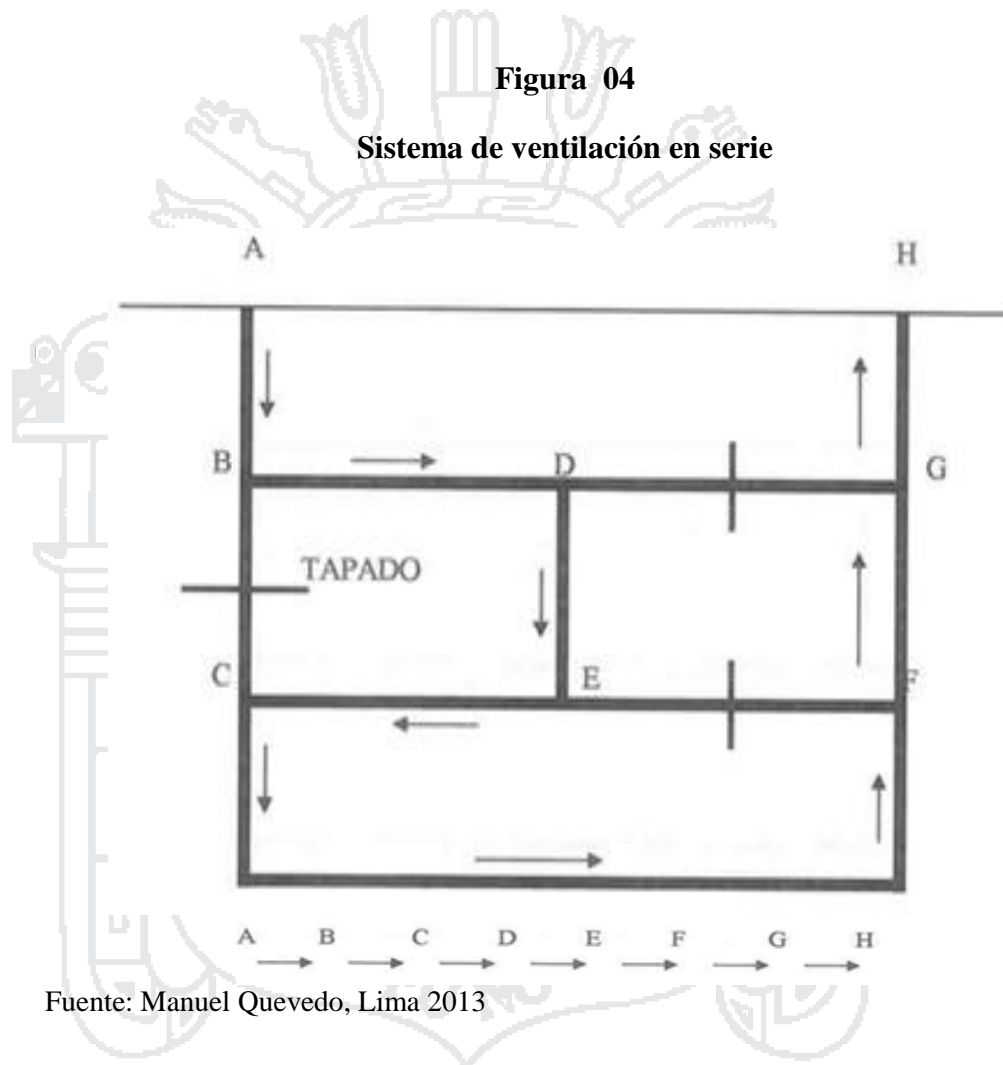 Figura 04
Sistema de ventilación en serie
A H
B D G
TAPADO
C E F
A B C D E F G H
Fuente: Manuel Quevedo, Lima 2013